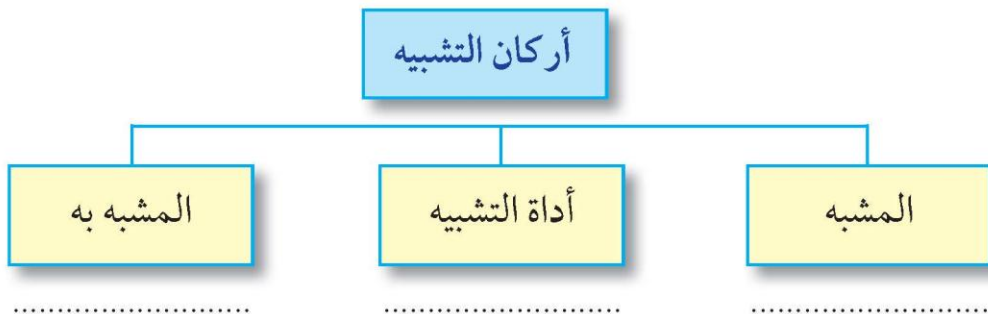 أركان التشبيه
المشبه
أداة التشبيه
المشبه به